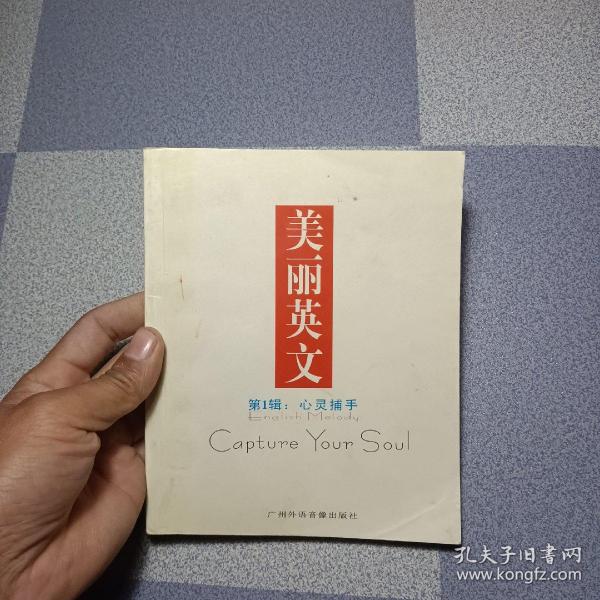 美丽英文
第1辑：心灵捕手
English Melody
Capture Your Soul
广州外语音像出版社
孔夫子旧书网
www.kongfz.com